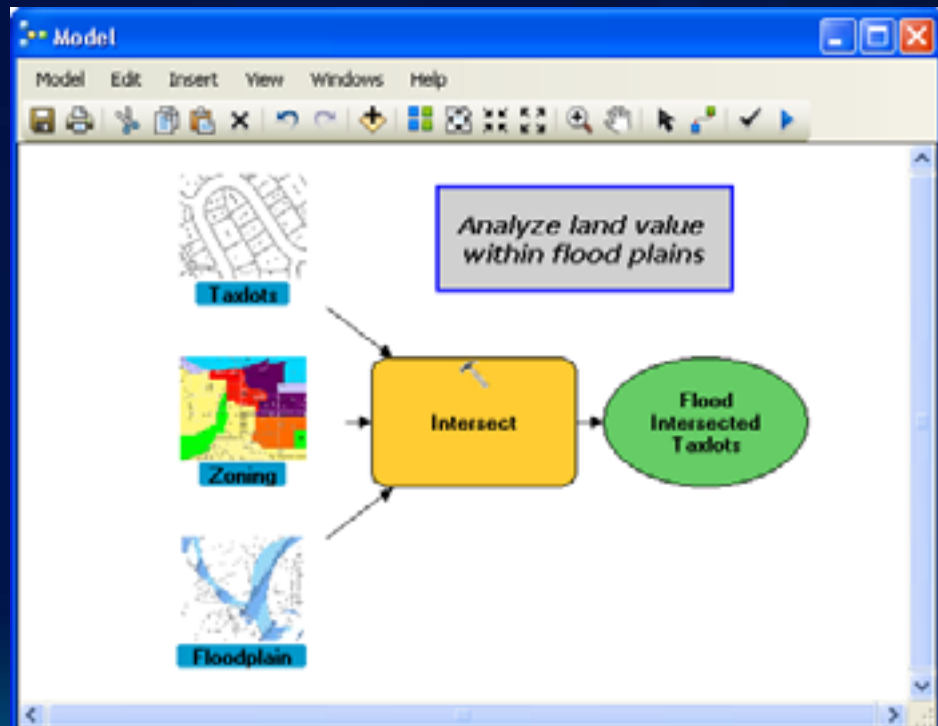 Model
Model Edit Insert View Windows Help
Taxlots
Analyze land value
within flood plains
Zoning
Intersect
Flood
Intersected
Taxlots
Floodplain